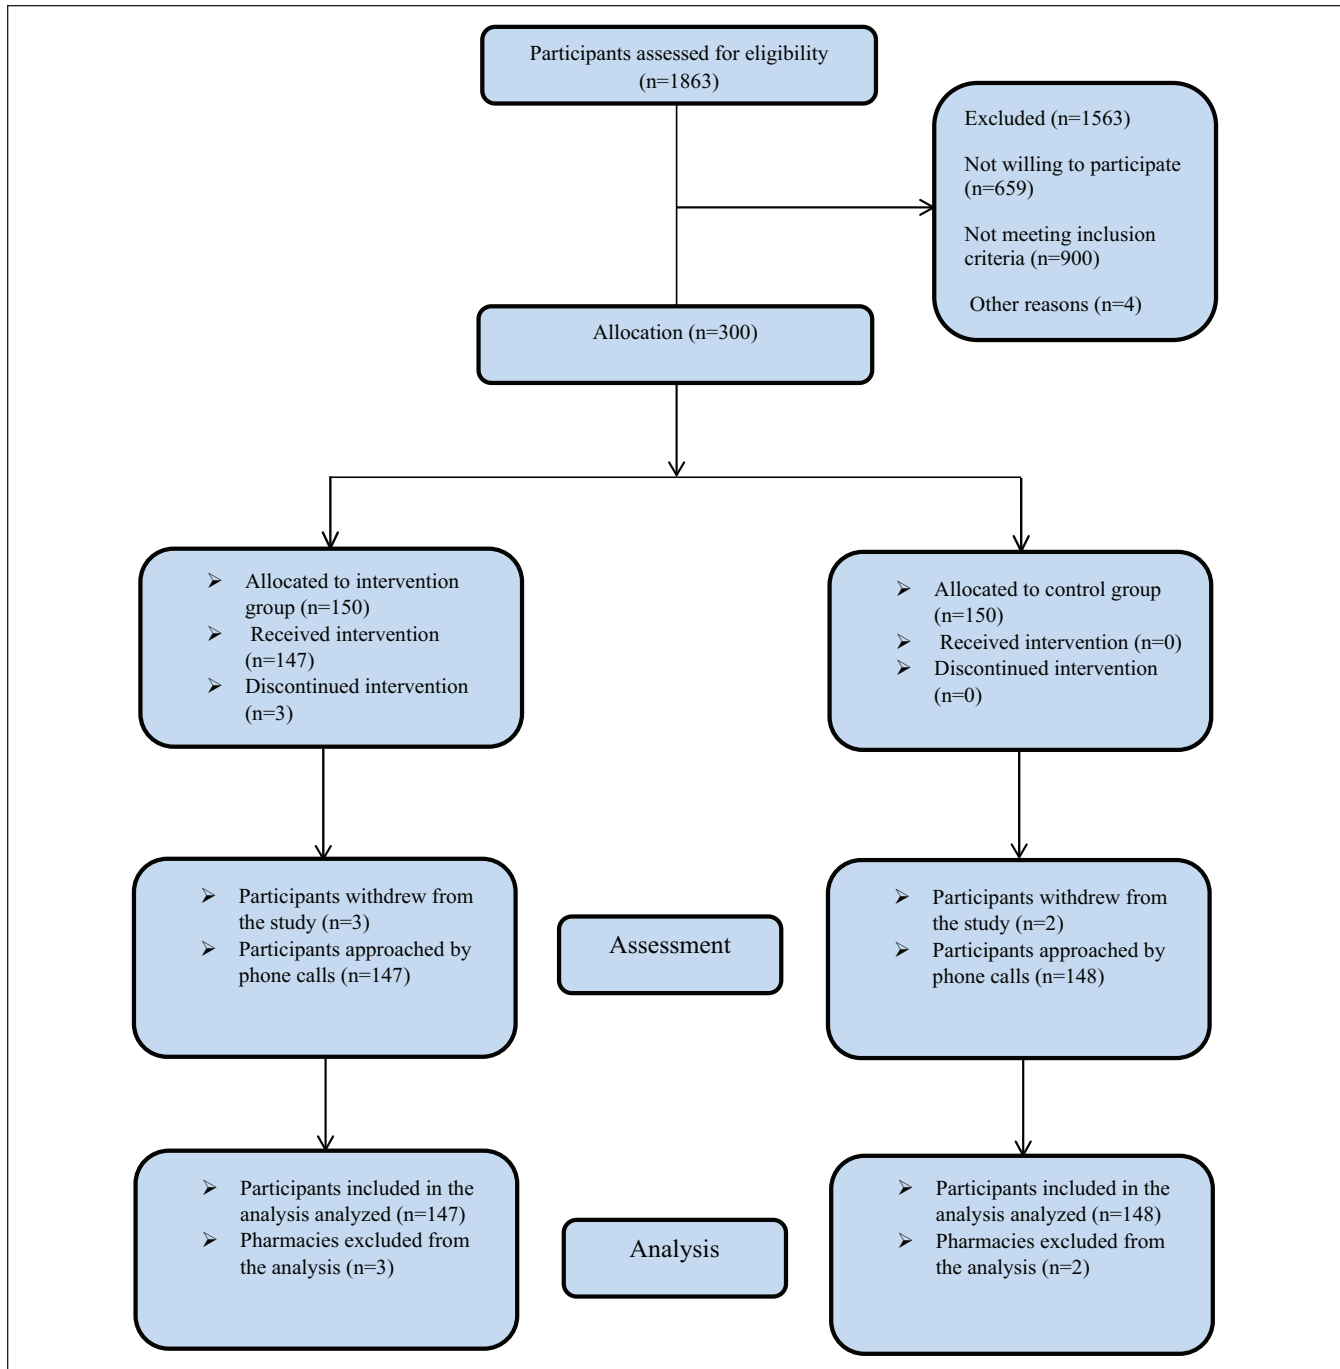 Participants assessed for eligibility
(n=1863)
Excluded (n=1563)
Not willing to participate
(n=659)
Not meeting inclusion
criteria (n=900)
Other reasons (n=4)
Allocation (n=300)
➢ Allocated to intervention
group (n=150)
➢ Received intervention
(n=147)
➢ Discontinued intervention
(n=3)
➢ Allocated to control group
(n=150)
➢ Received intervention (n=0)
➢ Discontinued intervention
(n=0)
➢ Participants withdrew from
the study (n=3)
➢ Participants approached by
phone calls (n=147)
Assessment
➢ Participants withdrew from
the study (n=2)
➢ Participants approached by
phone calls (n=148)
➢ Participants included in the
analysis analyzed (n=147)
➢ Pharmacies excluded from
the analysis (n=3)
Analysis
➢ Participants included in the
analysis analyzed (n=148)
➢ Pharmacies excluded from
the analysis (n=2)